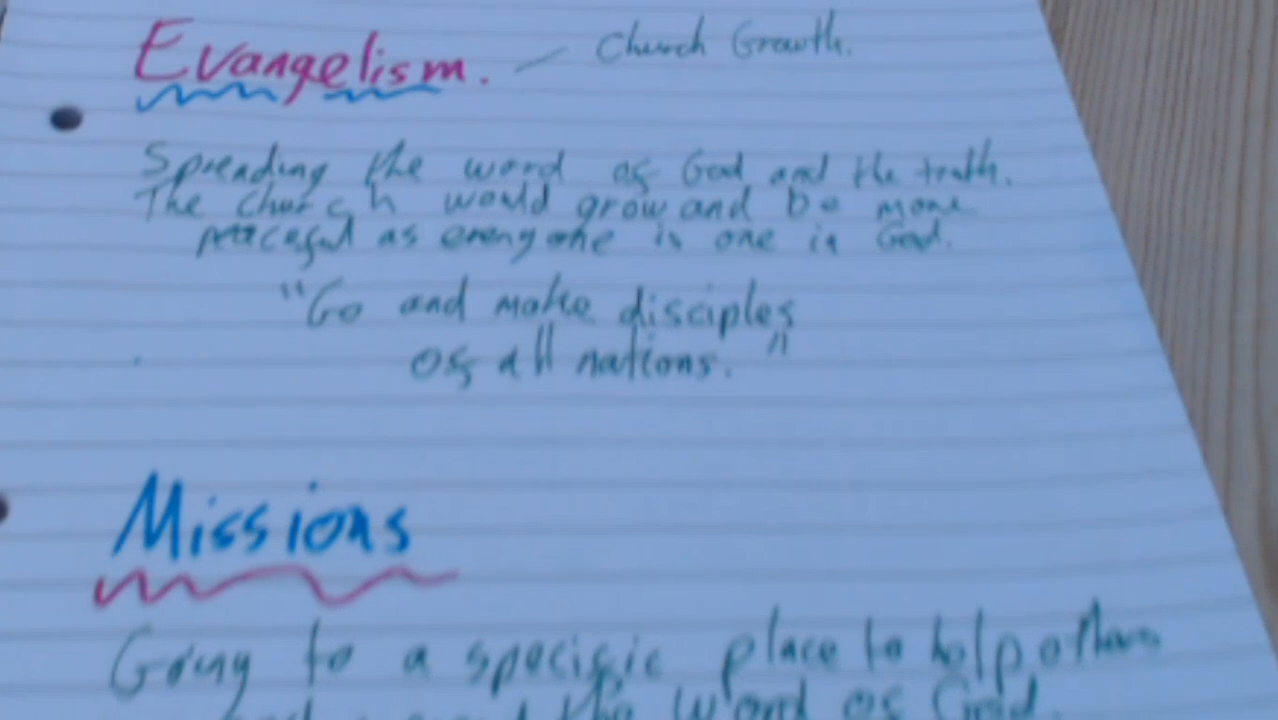 Evangelism. – Church Growth.
Spreading the word of God and the truth.
The church would grow and be more
peaceful as everyone is one in God.
"Go and make disciples
of all nations."
Missions
Going to a specific place to help others
and spread the word of God.